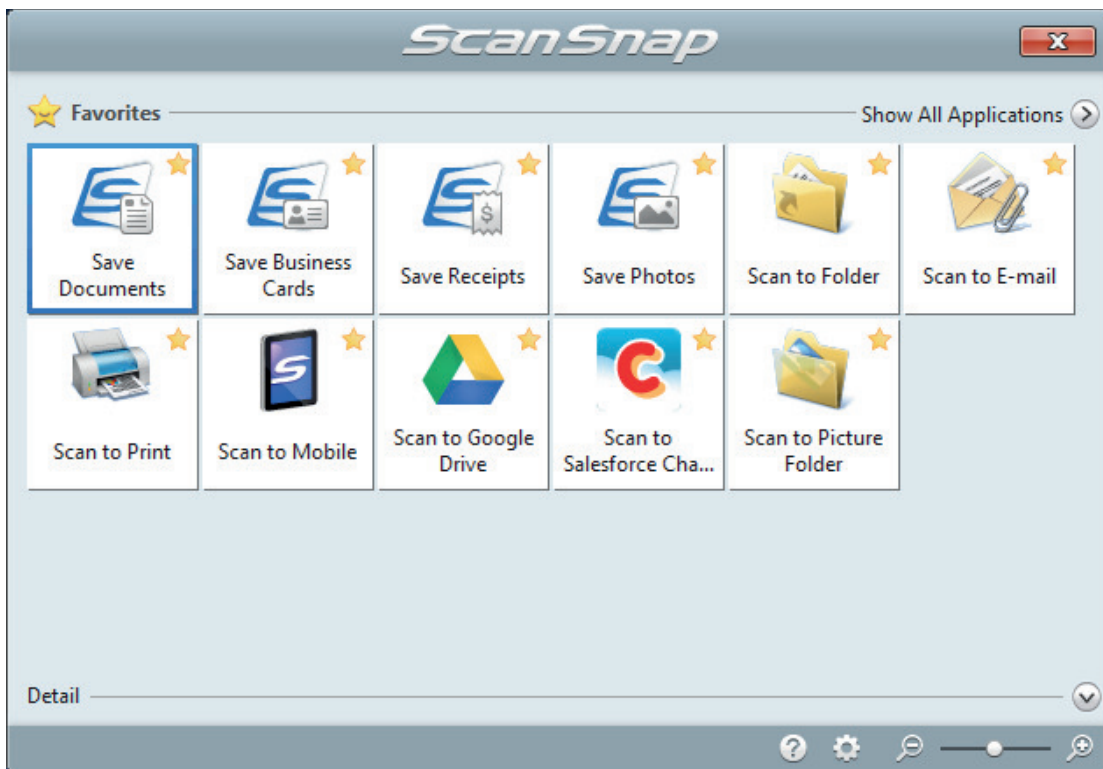 ScanSnap
X
Favorites
Show All Applications
Save
Documents
Save Business
Cards
Save Receipts
Save Photos
Scan to Folder
Scan to E-mail
Scan to Print
Scan to Mobile
Scan to Google
Drive
Scan to
Salesforce Cha...
Scan to Picture
Folder
Detail